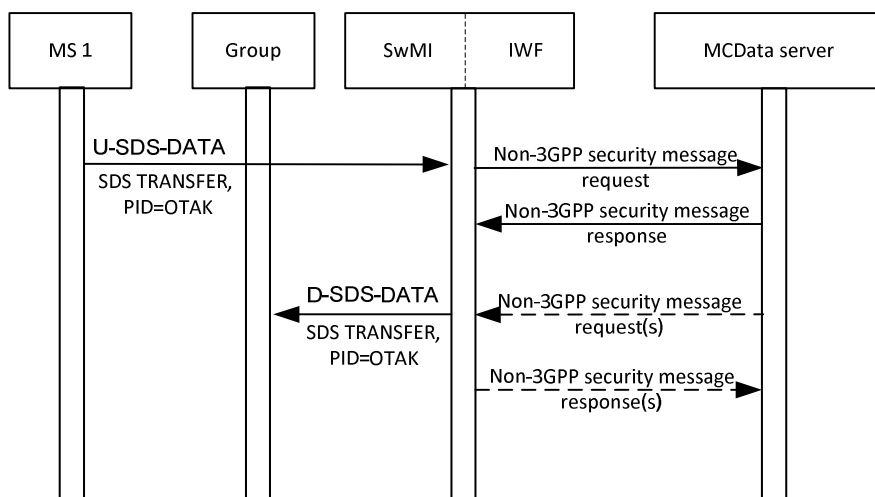 MS 1
Group
SwMI
IWF
MCData server
U-SDS-DATA
SDS TRANSFER,
PID=OTAK
Non-3GPP security message
request
Non-3GPP security message
response
D-SDS-DATA
SDS TRANSFER,
PID=OTAK
Non-3GPP security message
request(s)
Non-3GPP security message
response(s)